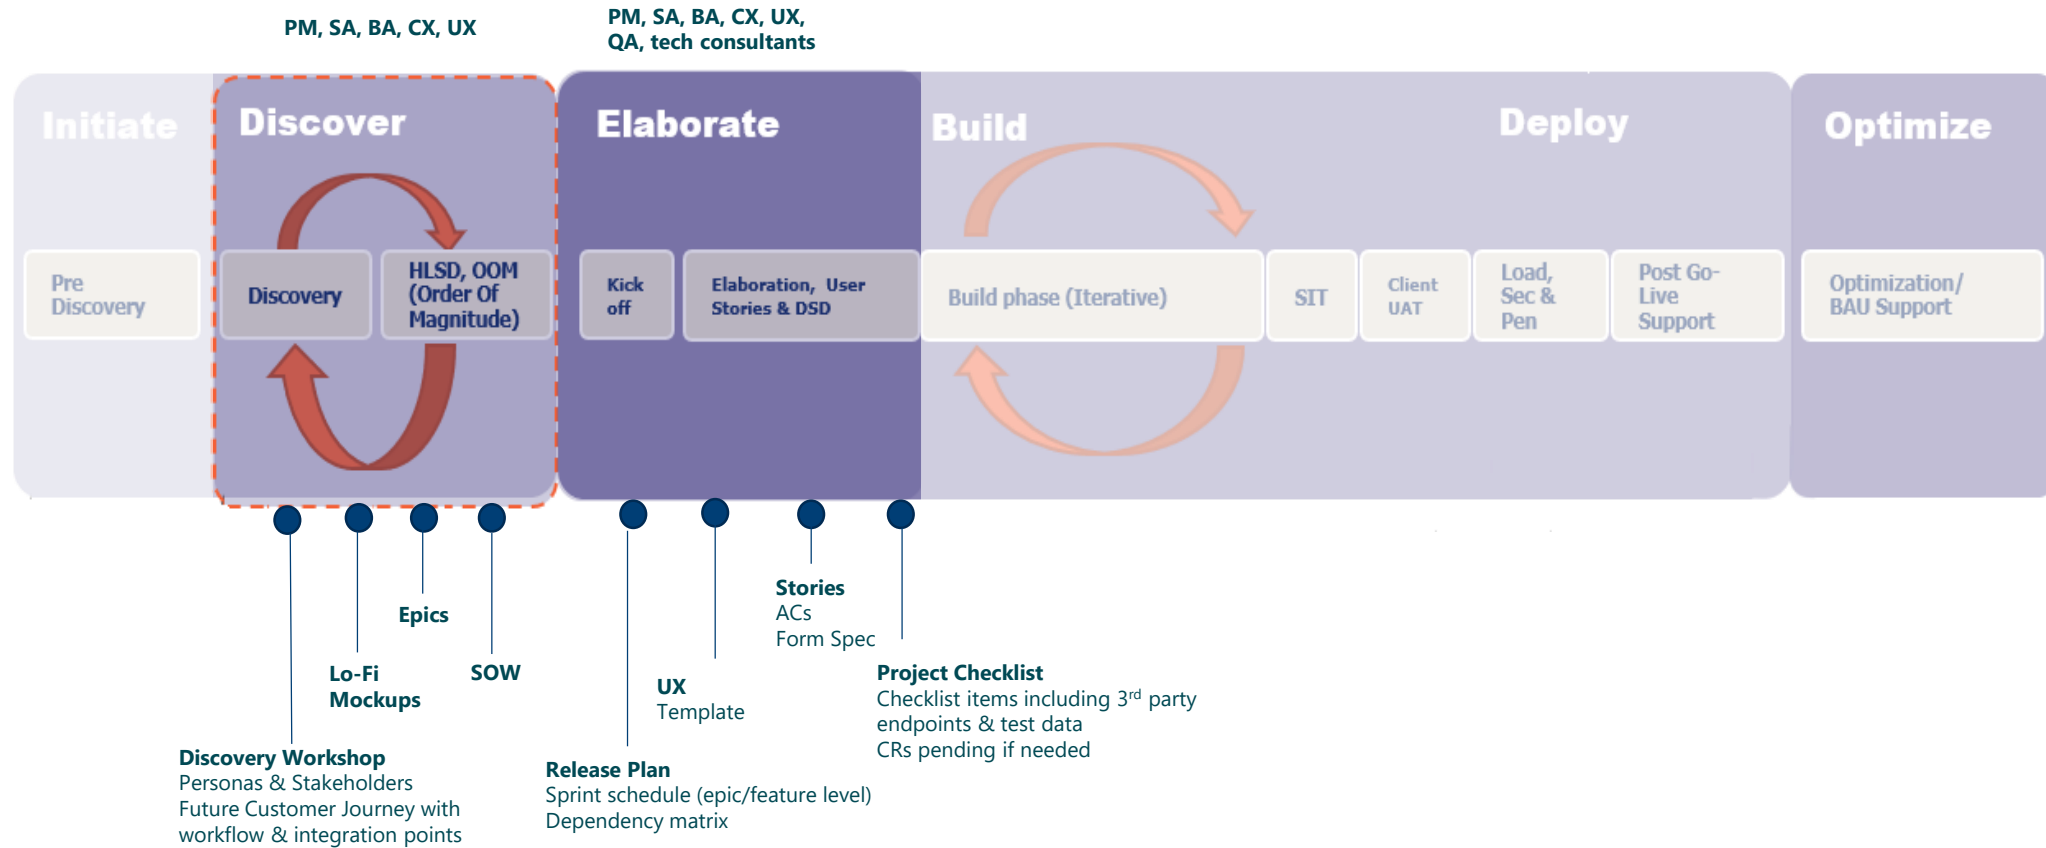 PM, SA, BA, CX, UX
PM, SA, BA, CX, UX,
QA, tech consultants
Initiate
Discover
Elaborate
Build
Deploy
Optimize
Pre
Discovery
Discovery
HLSD, OOM
(Order Of
Magnitude)
Kick
off
Elaboration, User
Stories & DSD
Build phase (Iterative)
SIT
Client
UAT
Load,
Sec &
Pen
Post Go-
Live
Support
Optimization/
BAU Support
Discovery Workshop
Personas & Stakeholders
Future Customer Journey with
workflow & integration points
Lo-Fi
Mockups
Epics
SOW
Release Plan
Sprint schedule (epic/feature level)
Dependency matrix
UX
Template
Stories
ACs
Form Spec
Project Checklist
Checklist items including 3rd party
endpoints & test data
CRs pending if needed